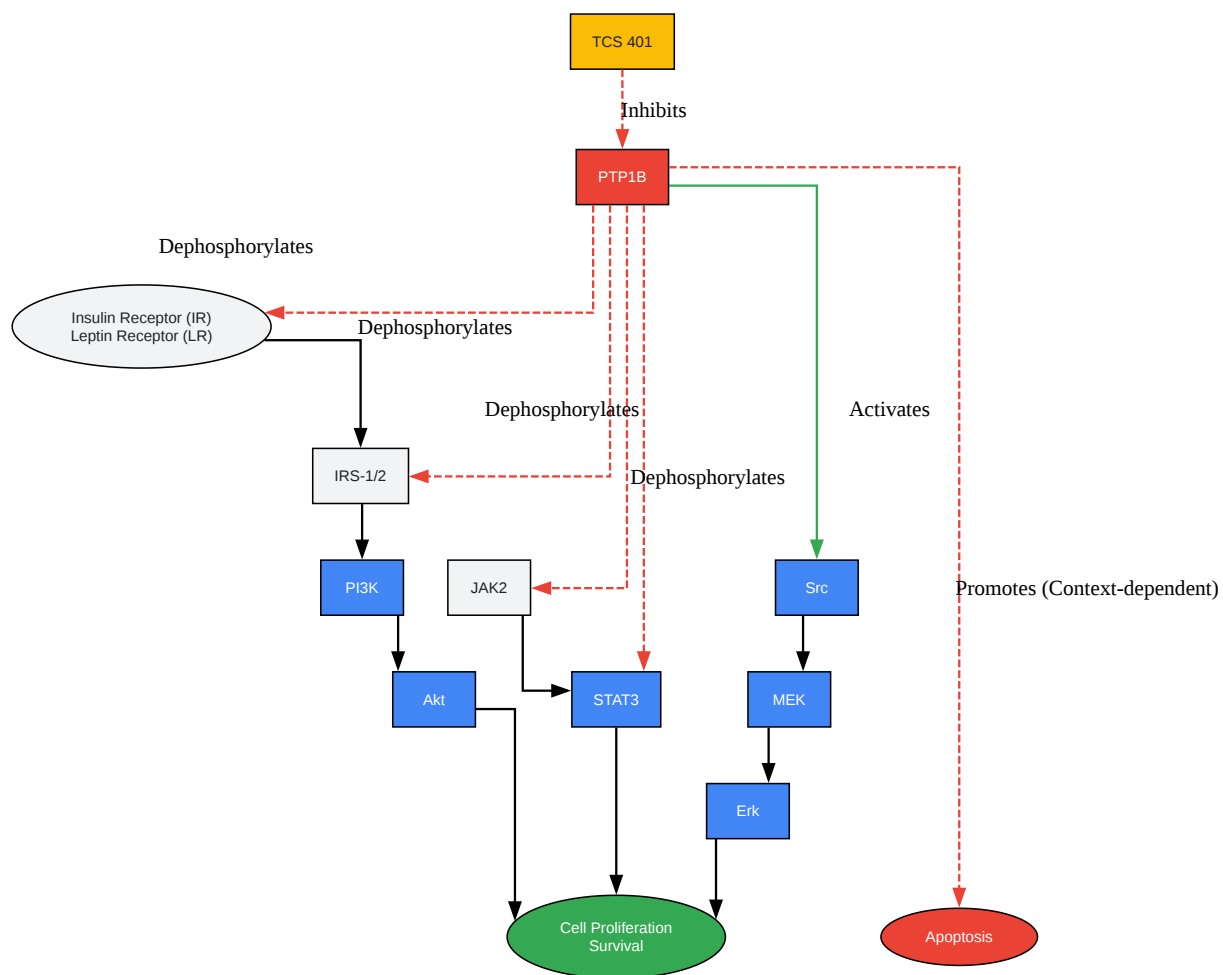 TCS 401
Inhibits
PTP1B
Dephosphorylates
Insulin Receptor (IR)
Leptin Receptor (LR)
Dephosphorylates
Dephosphorylates
Activates
IRS-1/2
Dephosphorylates
PI3K
JAK2
Src
Promotes (Context-dependent)
Akt
STAT3
MEK
Erk
Cell Proliferation
Survival
Apoptosis